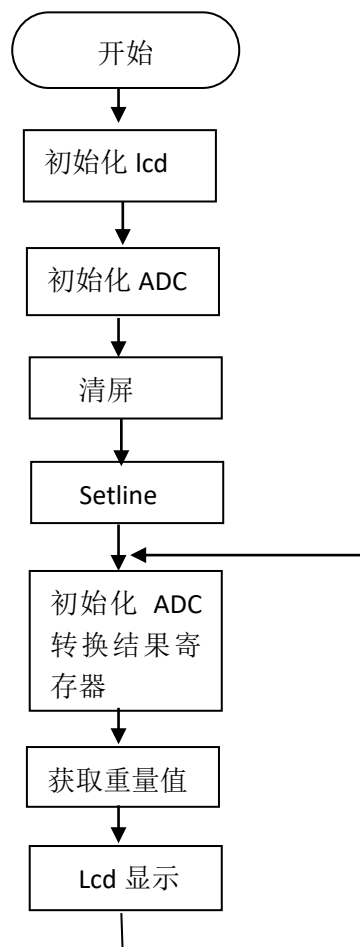 开始
初始化 lcd
初始化 ADC
清屏
Setline
初始化 ADC
转换结果寄
存器
获取重量值
Lcd 显示